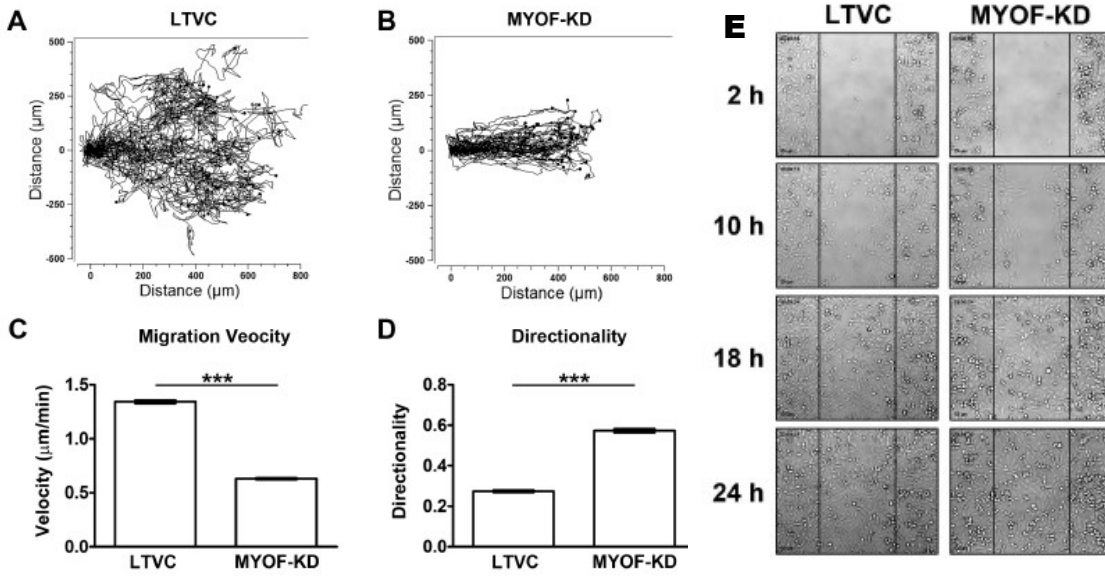 A
LTVC
500
250
0
-250
-500
Distance (µm)
0 200 400 600 800
Distance (µm)
B
MYOF-KD
500
250
0
-250
-500
Distance (µm)
0 200 400 600 800
Distance (µm)
C
Migration Veocity
***
1.5
1.0
0.5
0.0
Velocity (µm/min)
LTVC MYOF-KD
D
Directionality
***
0.8
0.6
0.4
0.2
0.0
Directionality
LTVC MYOF-KD
E
LTVC MYOF-KD
2 h
10 h
18 h
24 h